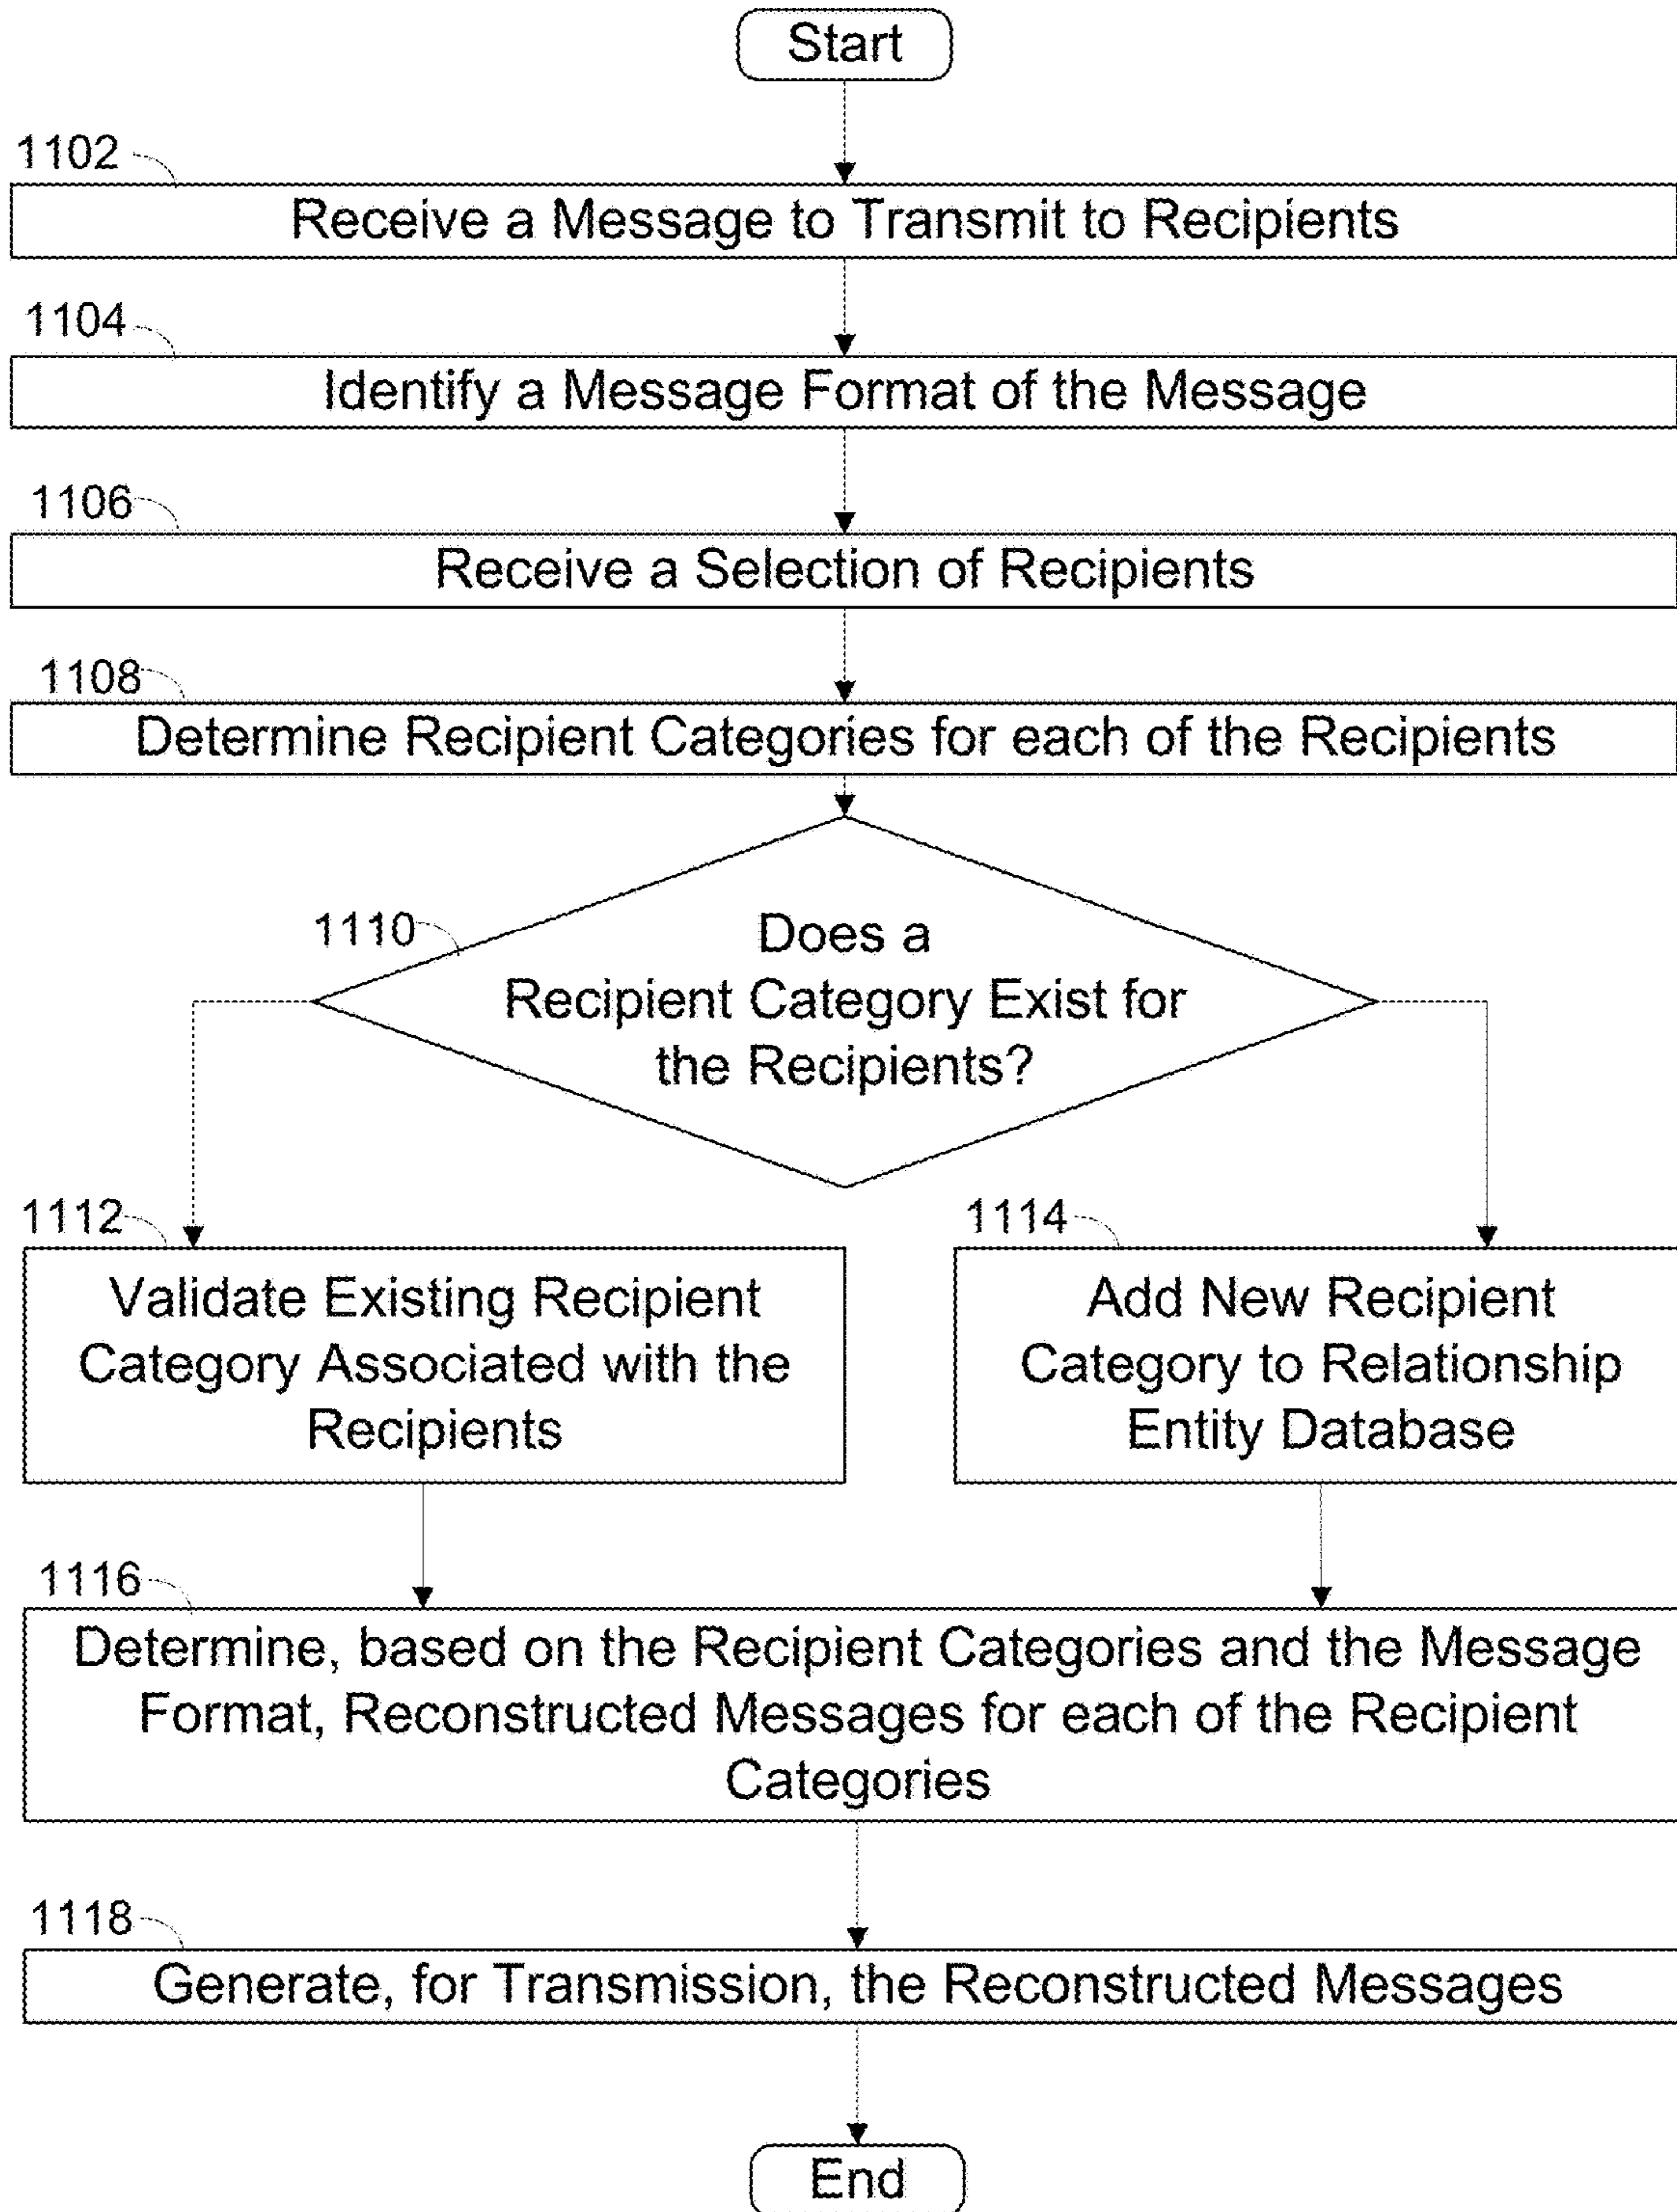 Start
1102
Receive a Message to Transmit to Recipients
1104
Identify a Message Format of the Message
1106
Receive a Selection of Recipients
1108
Determine Recipient Categories for each of the Recipients
1110
Does a
Recipient Category Exist for
the Recipients?
1112
Validate Existing Recipient
Category Associated with the
Recipients
1114
Add New Recipient
Category to Relationship
Entity Database
1116
Determine, based on the Recipient Categories and the Message
Format, Reconstructed Messages for each of the Recipient
Categories
1118
Generate, for Transmission, the Reconstructed Messages
End